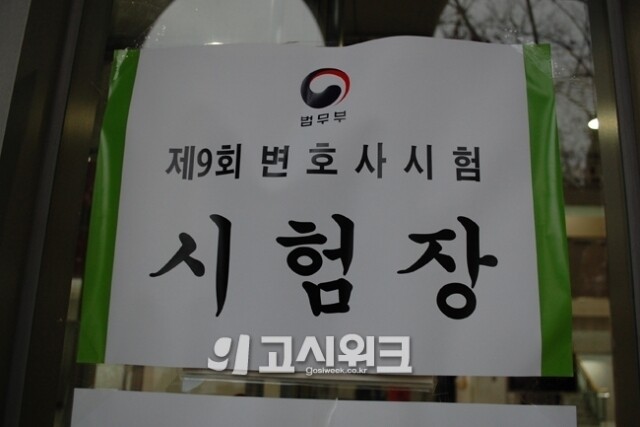 법무부
제9회 변호사시험
시험장
고시위크
gosiweek.co.kr